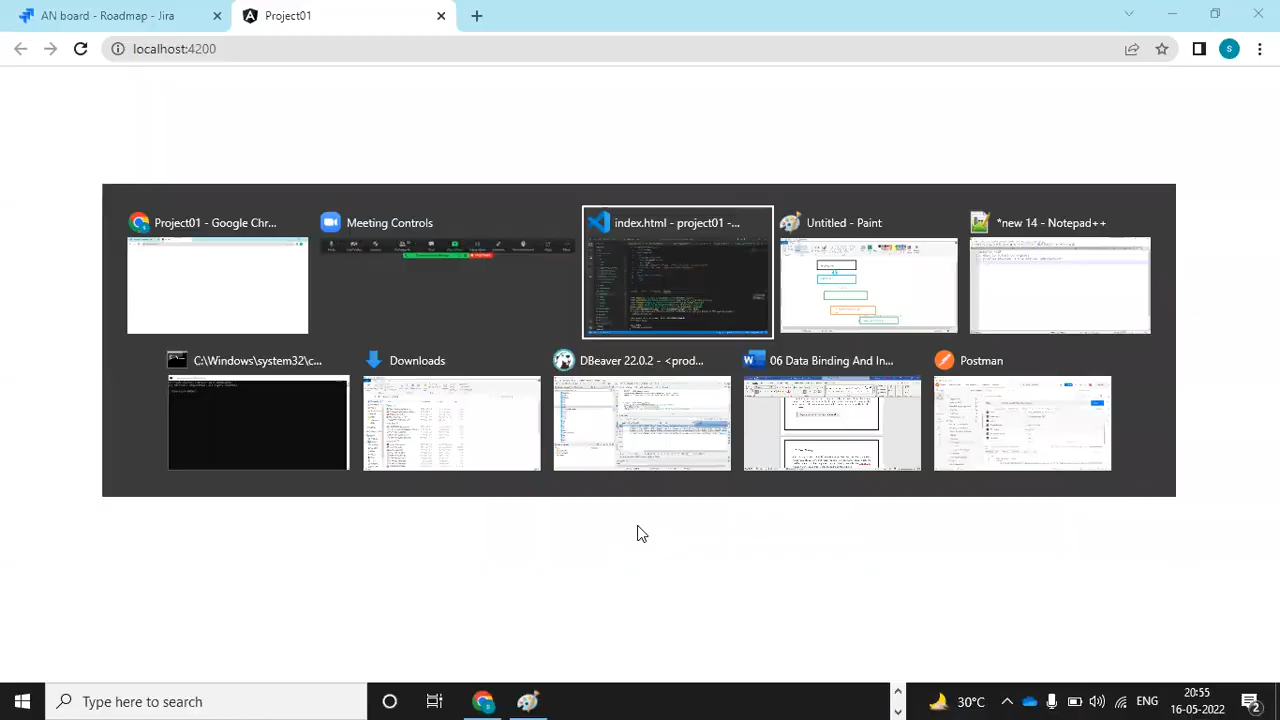 AN board - Roadmap - Jira
Project01
localhost:4200
S
Project01 - Google Chr...
Meeting Controls
index.html - project01 -...
Untitled - Paint
*new 14 - Notepad++
C:\Windows\system32\c...
Downloads
DBeaver 22.0.2 - <prod...
06 Data Binding And In...
Postman
Type here to search
30°C
ENG
20:55
16-05-2022
2